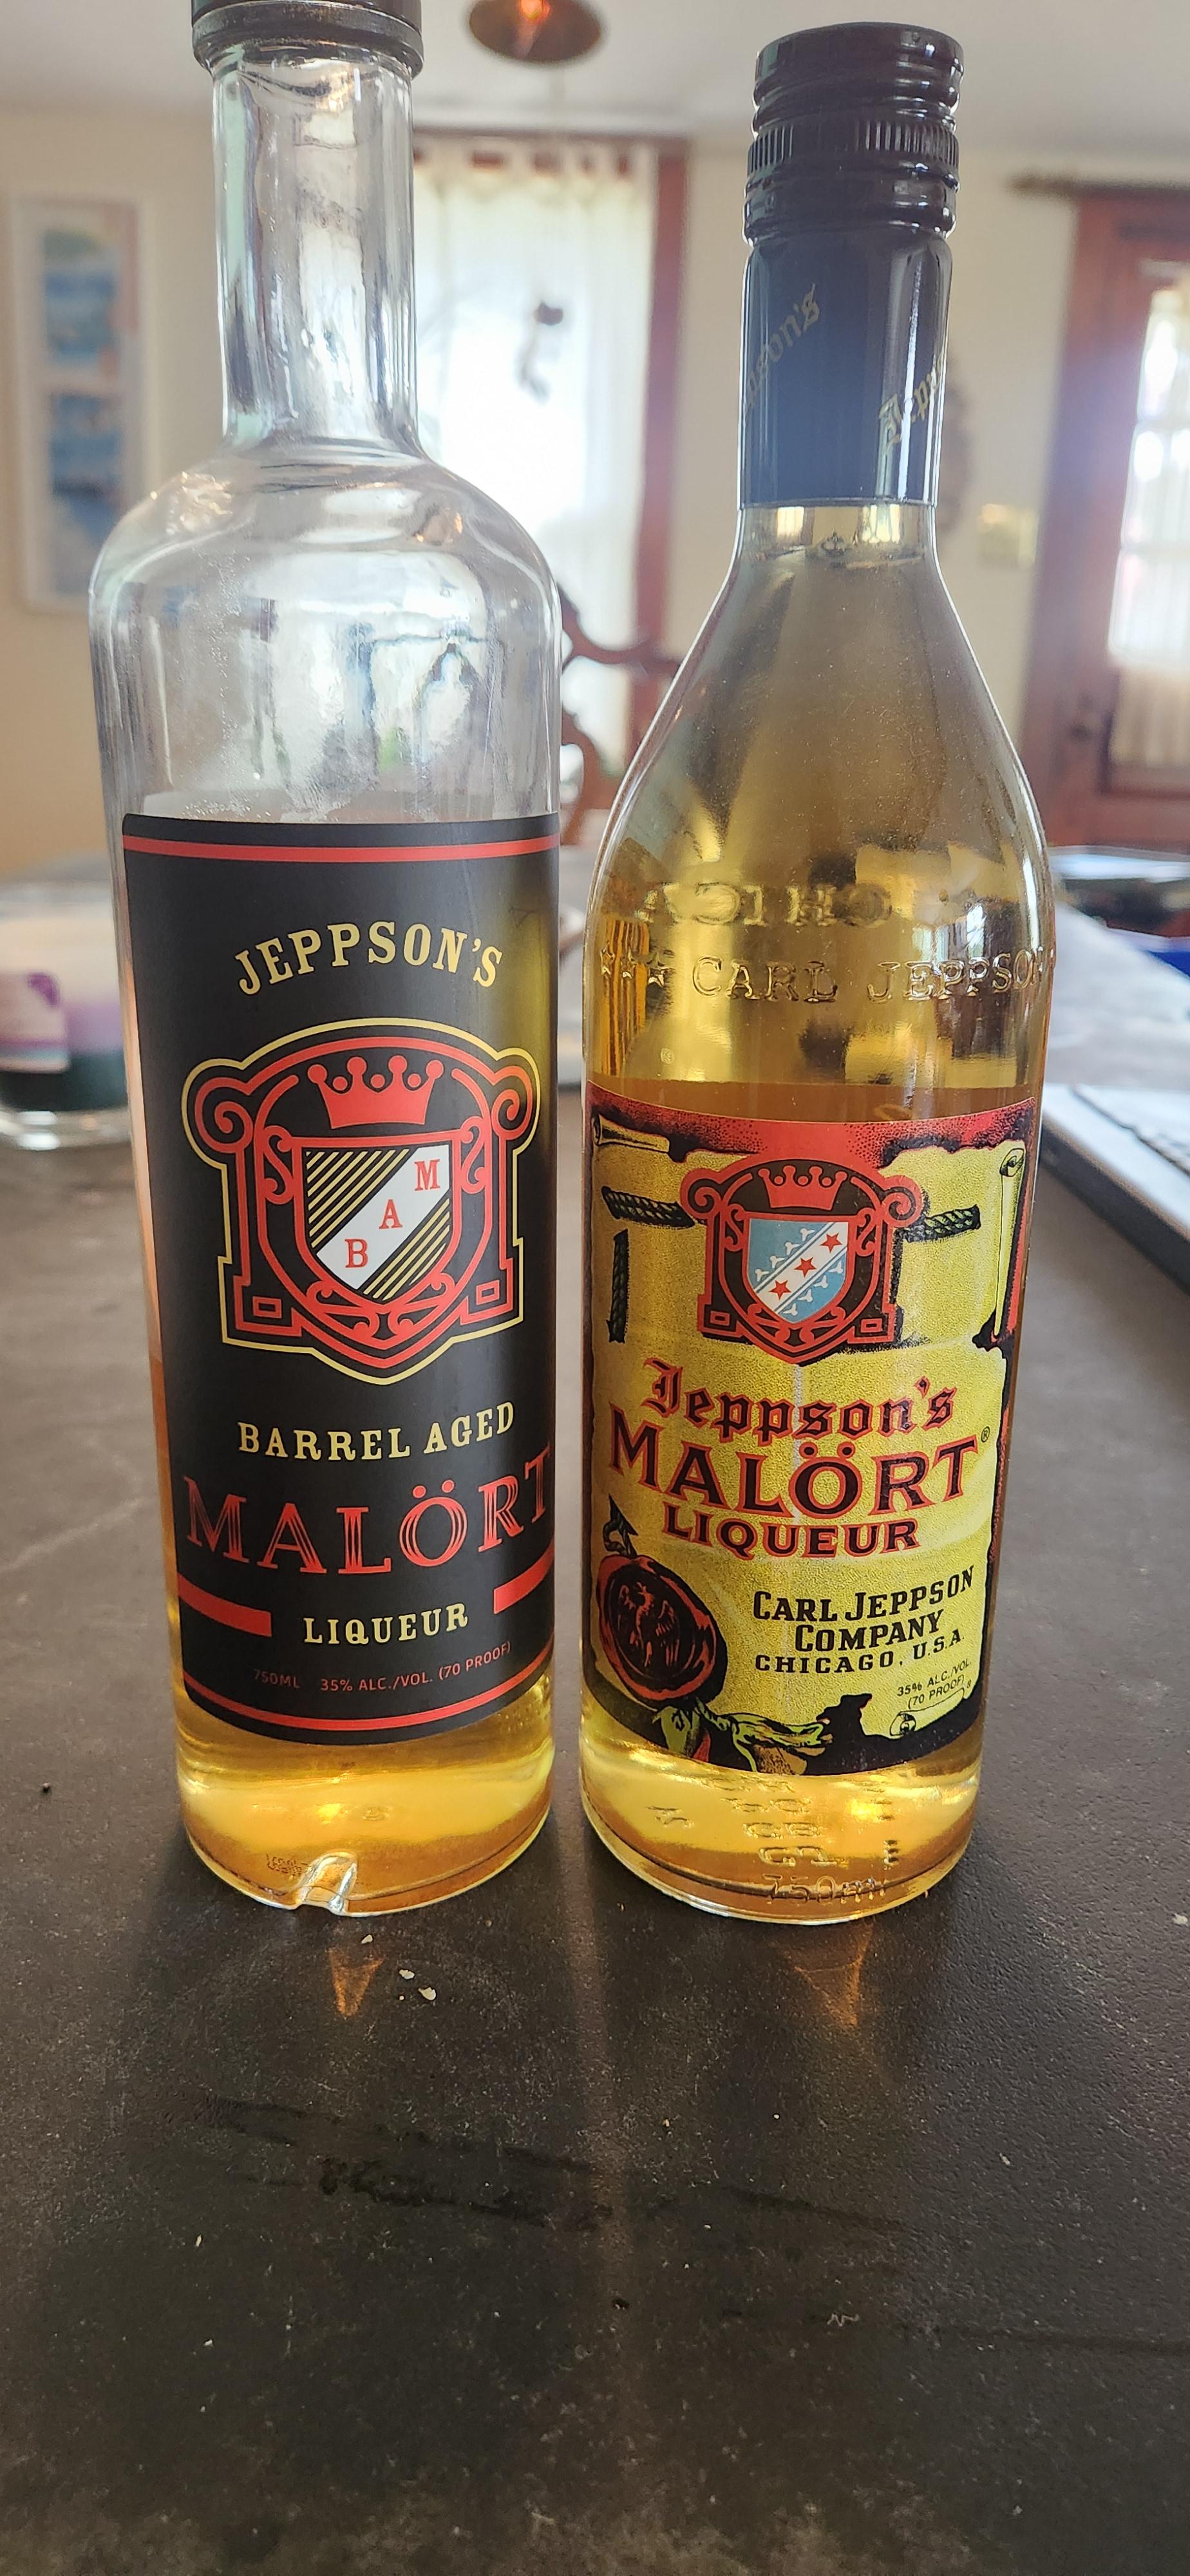 JEPPSON'S
M
A
B
BARREL AGED
MALÖRT
LIQUEUR
750ML 35% ALC./VOL. (70 PROOF)
Jeppson's
CARL JEPPSON
Jeppson's
MALÖRT®
LIQUEUR
CARL JEPPSON
COMPANY
CHICAGO, U.S.A.
35% ALC./VOL.
(70 PROOF)
750ml